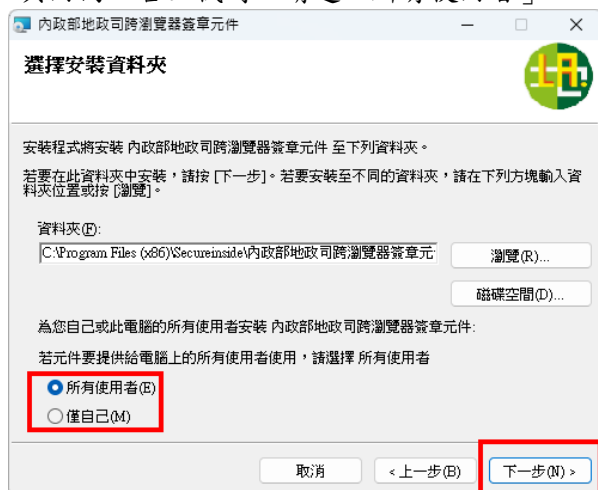 內政部地政司跨瀏覽器簽章元件
選擇安裝資料夾
安裝程式將安裝 內政部地政司跨瀏覽器簽章元件 至下列資料夾。
若要在此資料夾中安裝，請按 [下一步]。若要安裝至不同的資料夾，請在下列方塊輸入資
料夾位置或按 [瀏覽]。
資料夾(F):
C:\Program Files (x86)\Secureinside\內政部地政司跨瀏覽器簽章元
瀏覽(R)...
磁碟空間(D)...
為您自己或此電腦的所有使用者安裝 內政部地政司跨瀏覽器簽章元件:
若元件要提供給電腦上的所有使用者使用，請選擇 所有使用者
所有使用者(E)
僅自己(M)
取消
<上一步(B)
下一步(N) >